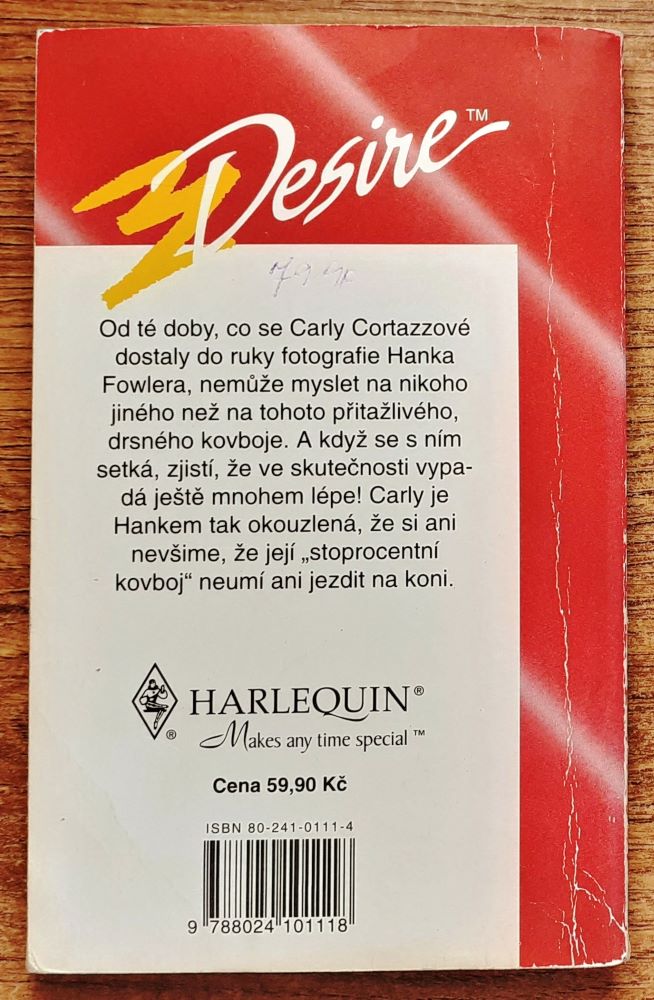 Desire™
Od té doby, co se Carly Cortazzové
dostaly do ruky fotografie Hanka
Fowlera, nemůže myslet na nikoho
jiného než na tohoto přitažlivého,
drsného kovboje. A když se s ním
setká, zjistí, že ve skutečnosti vypa-
dá ještě mnohem lépe! Carly je
Hankem tak okouzlená, že si ani
nevšimne, že její „stoprocentní
kovboj“ neumí ani jezdit na koni.
HARLEQUIN®
®
Makes any time special™
Cena 59,90 Kč
ISBN 80-241-0111-4
9 788024 101118